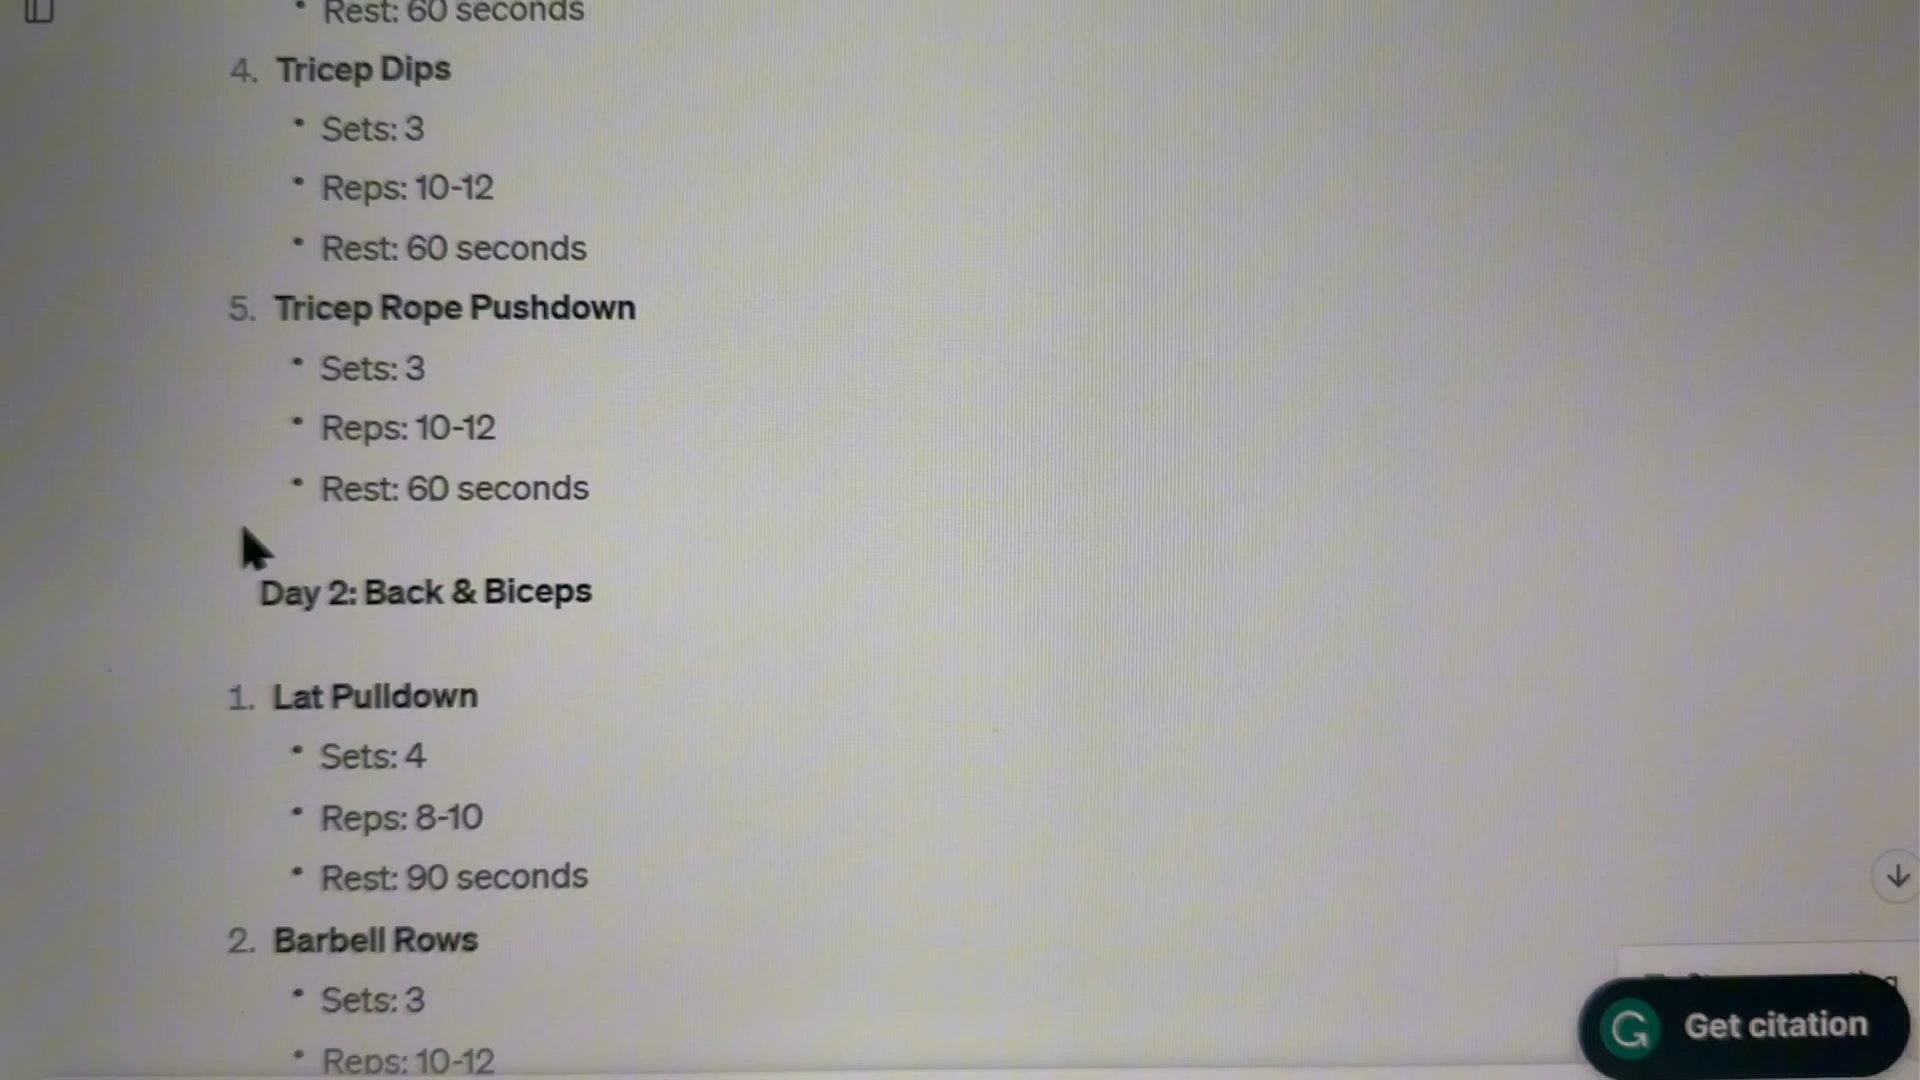 • Rest: 60 seconds
4. Tricep Dips
• Sets: 3
• Reps: 10-12
• Rest: 60 seconds
5. Tricep Rope Pushdown
• Sets: 3
• Reps: 10-12
• Rest: 60 seconds
Day 2: Back & Biceps
1. Lat Pulldown
• Sets: 4
• Reps: 8-10
• Rest: 90 seconds
2. Barbell Rows
• Sets: 3
• Reps: 10-12
Get citation